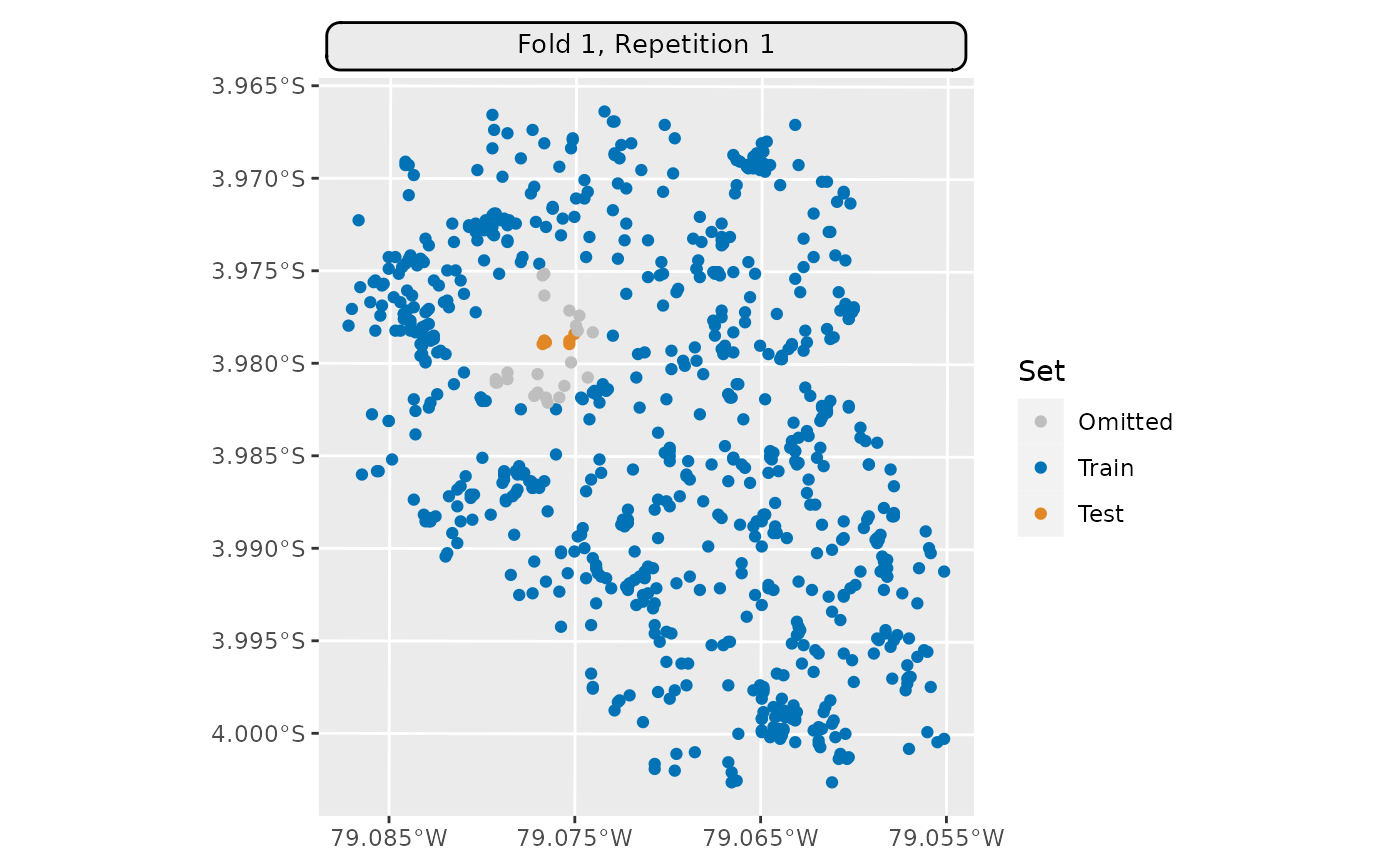 Fold 1, Repetition 1
3.965°S
3.970°S
3.975°S
3.980°S
3.985°S
3.990°S
3.995°S
4.000°S
79.085°W 79.075°W 79.065°W 79.055°W
Set
Omitted
Train
Test